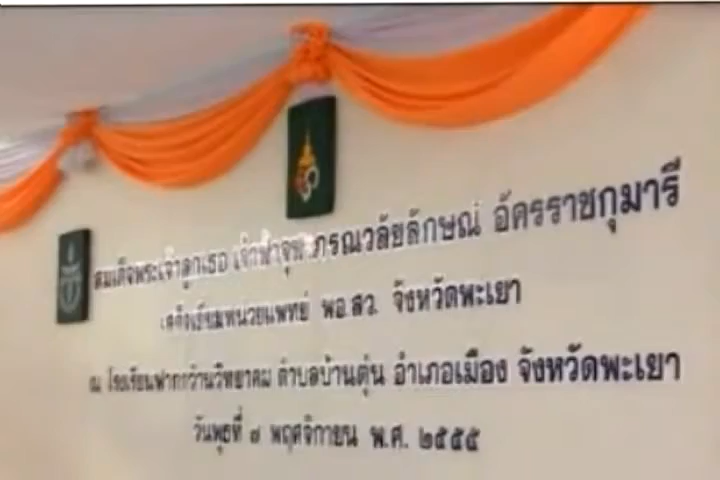 สมเด็จพระเจ้าลูกเธอ เจ้าฟ้าจุฬาภรณวลัยลักษณ์ อัครราชกุมารี
เสด็จเยี่ยมหน่วยแพทย์ พอ.สว. จังหวัดพะเยา
ณ โรงเรียนฟากกว๊านวิทยาคม ตำบลบ้านตุ่น อำเภอเมือง จังหวัดพะเยา
วันพุธที่ ๗ พฤศจิกายน พ.ศ. ๒๕๕๕